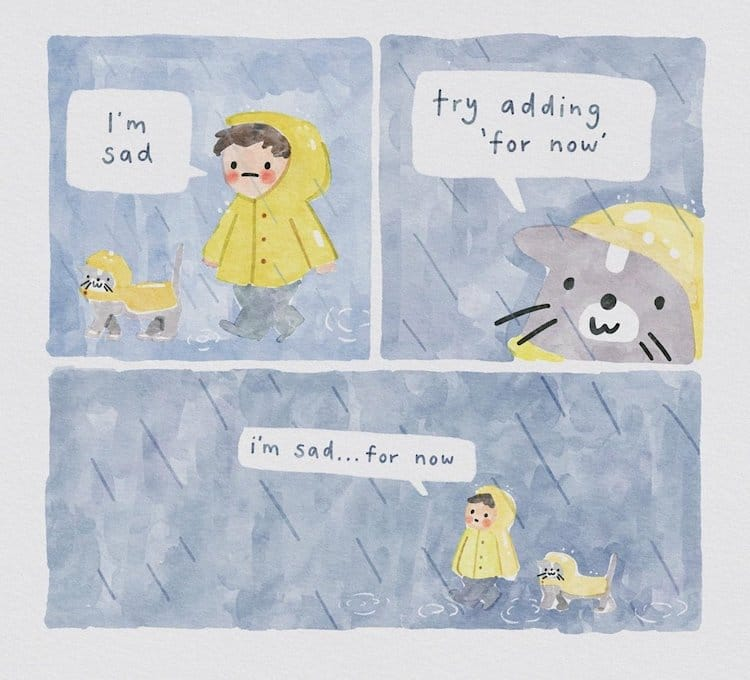 I'm
sad
try adding
'for now'
i'm sad...for now